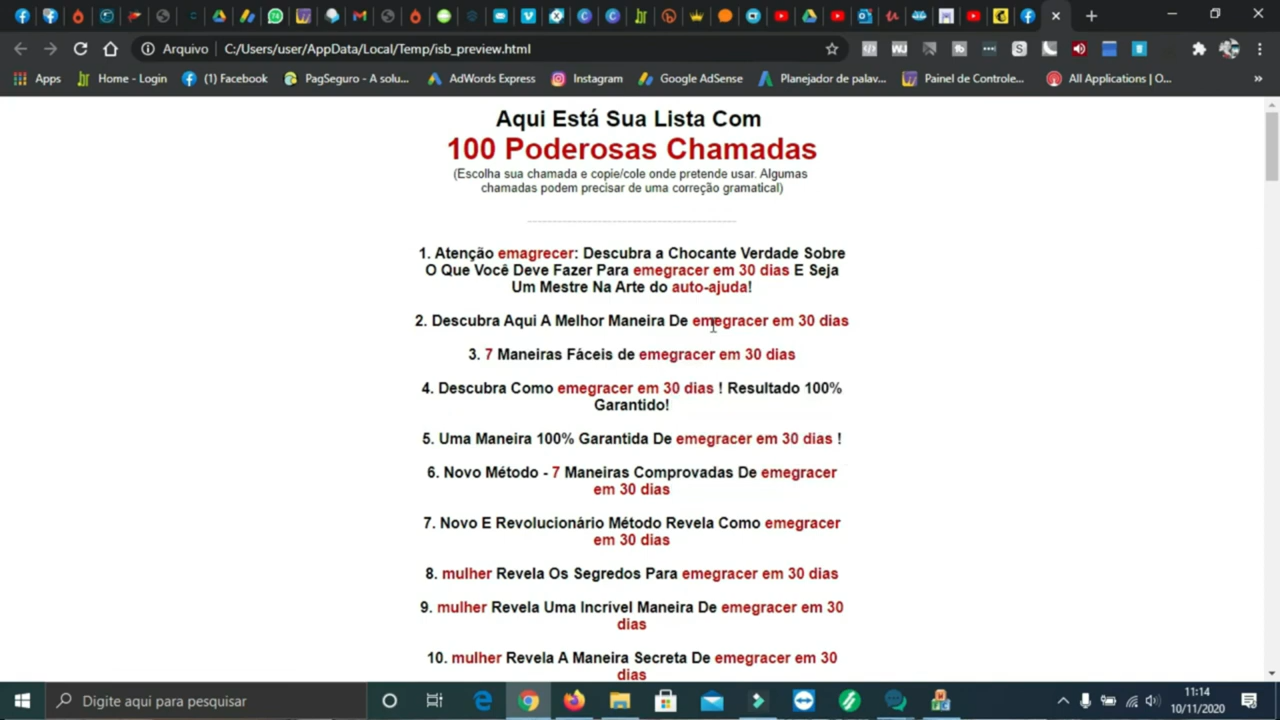 Arquivo
C:/Users/user/AppData/Local/Temp/isb_preview.html
Apps
Home - Login
(1) Facebook
PagSeguro - A solu...
AdWords Express
Instagram
Google AdSense
Planejador de palav...
Painel de Controle...
All Applications | O...
Aqui Está Sua Lista Com
100 Poderosas Chamadas
(Escolha sua chamada e copie/cole onde pretende usar. Algumas
chamadas podem precisar de uma correção gramatical)
1. Atenção emagrecer: Descubra a Chocante Verdade Sobre
O Que Você Deve Fazer Para emegracer em 30 dias E Seja
Um Mestre Na Arte do auto-ajuda!
2. Descubra Aqui A Melhor Maneira De emegracer em 30 dias
3. 7 Maneiras Fáceis de emegracer em 30 dias
4. Descubra Como emegracer em 30 dias ! Resultado 100%
Garantido!
5. Uma Maneira 100% Garantida De emegracer em 30 dias !
6. Novo Método - 7 Maneiras Comprovadas De emegracer
em 30 dias
7. Novo E Revolucionário Método Revela Como emegracer
em 30 dias
8. mulher Revela Os Segredos Para emegracer em 30 dias
9. mulher Revela Uma Incrível Maneira De emegracer em 30
dias
10. mulher Revela A Maneira Secreta De emegracer em 30
dias
Digite aqui para pesquisar
11:14
10/11/2020